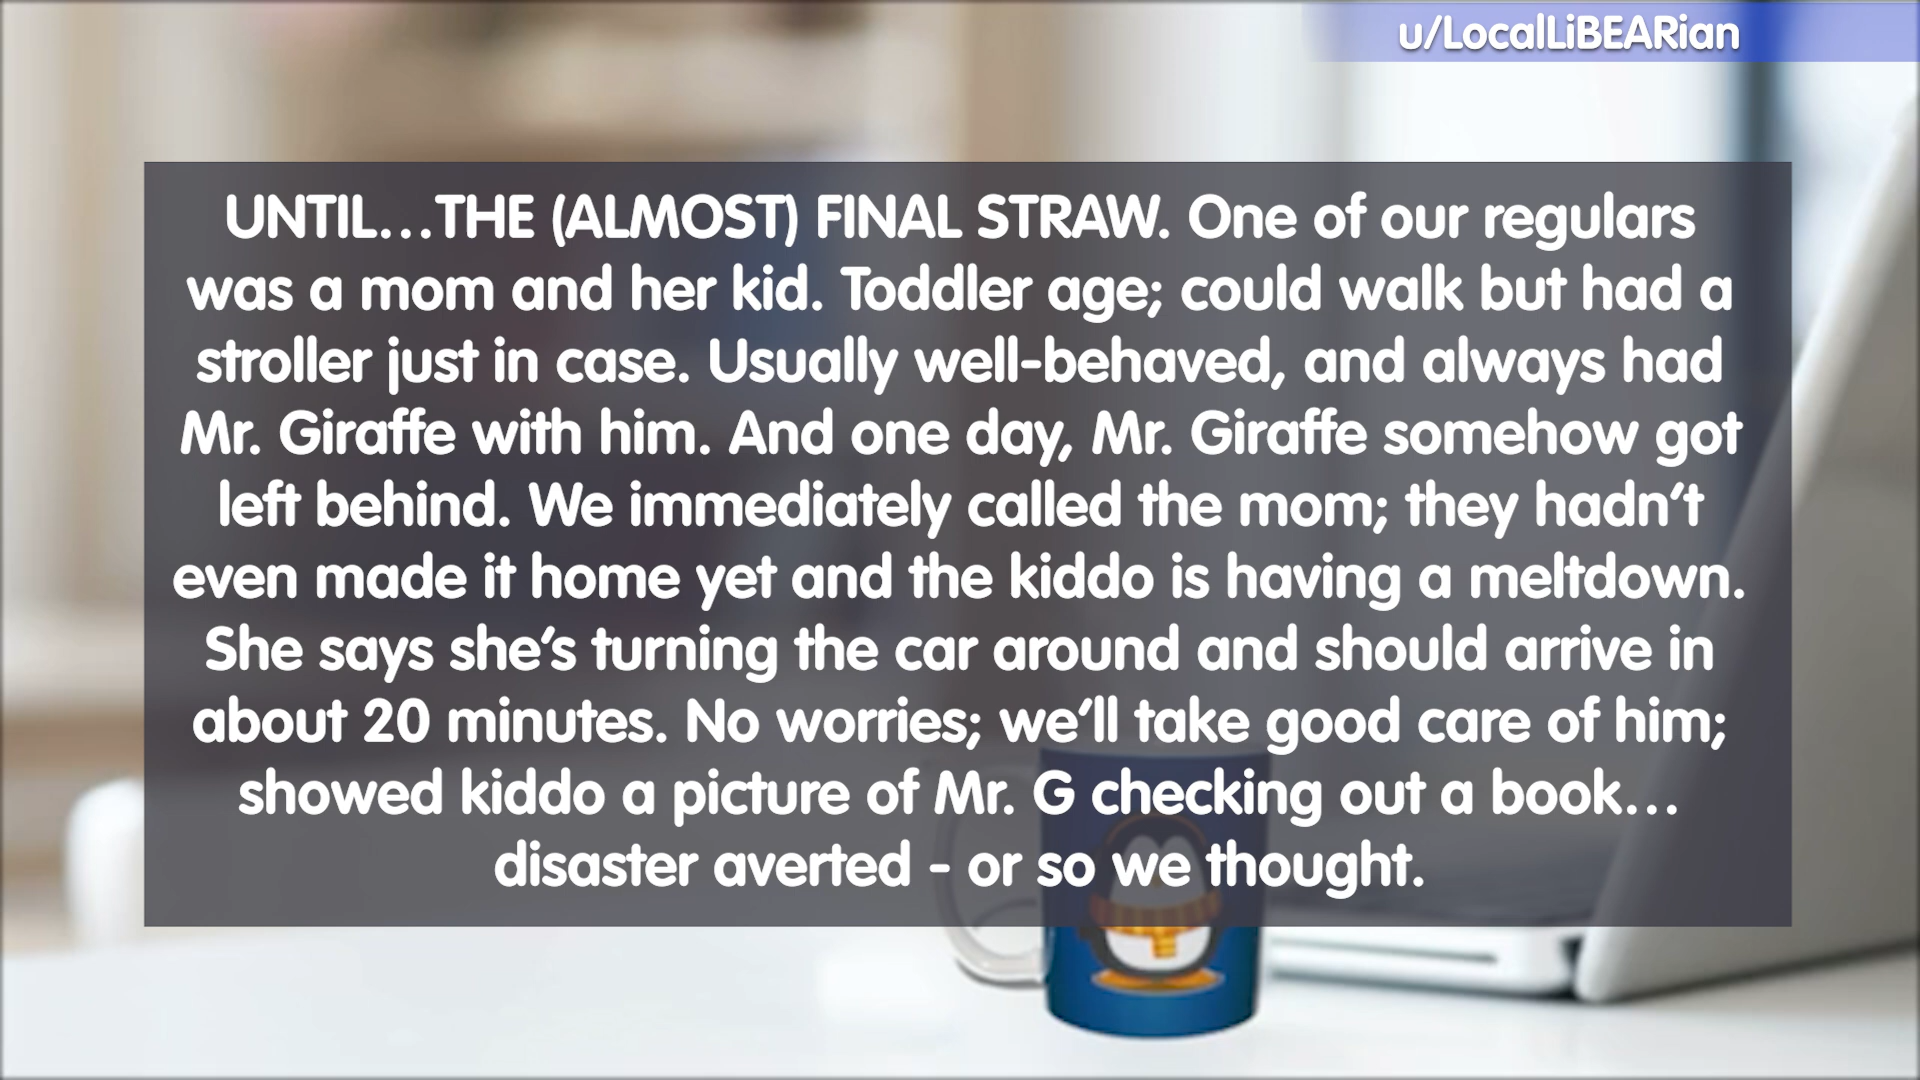 u/LocalLiBEARian
UNTIL...THE (ALMOST) FINAL STRAW. One of our regulars
was a mom and her kid. Toddler age; could walk but had a
stroller just in case. Usually well-behaved, and always had
Mr. Giraffe with him. And one day, Mr. Giraffe somehow got
left behind. We immediately called the mom; they hadn't
even made it home yet and the kiddo is having a meltdown.
She says she's turning the car around and should arrive in
about 20 minutes. No worries; we'll take good care of him;
showed kiddo a picture of Mr. G checking out a book...
disaster averted - or so we thought.